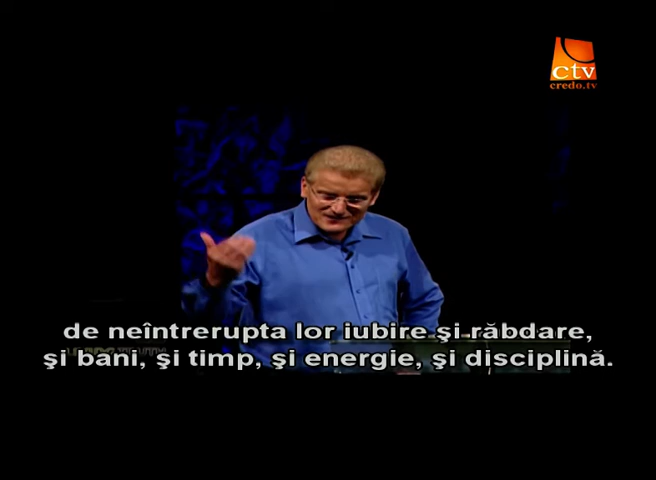 ctv
credo.tv
de neîntrerupta lor iubire şi răbdare,
şi bani, şi timp, şi energie, şi disciplină.